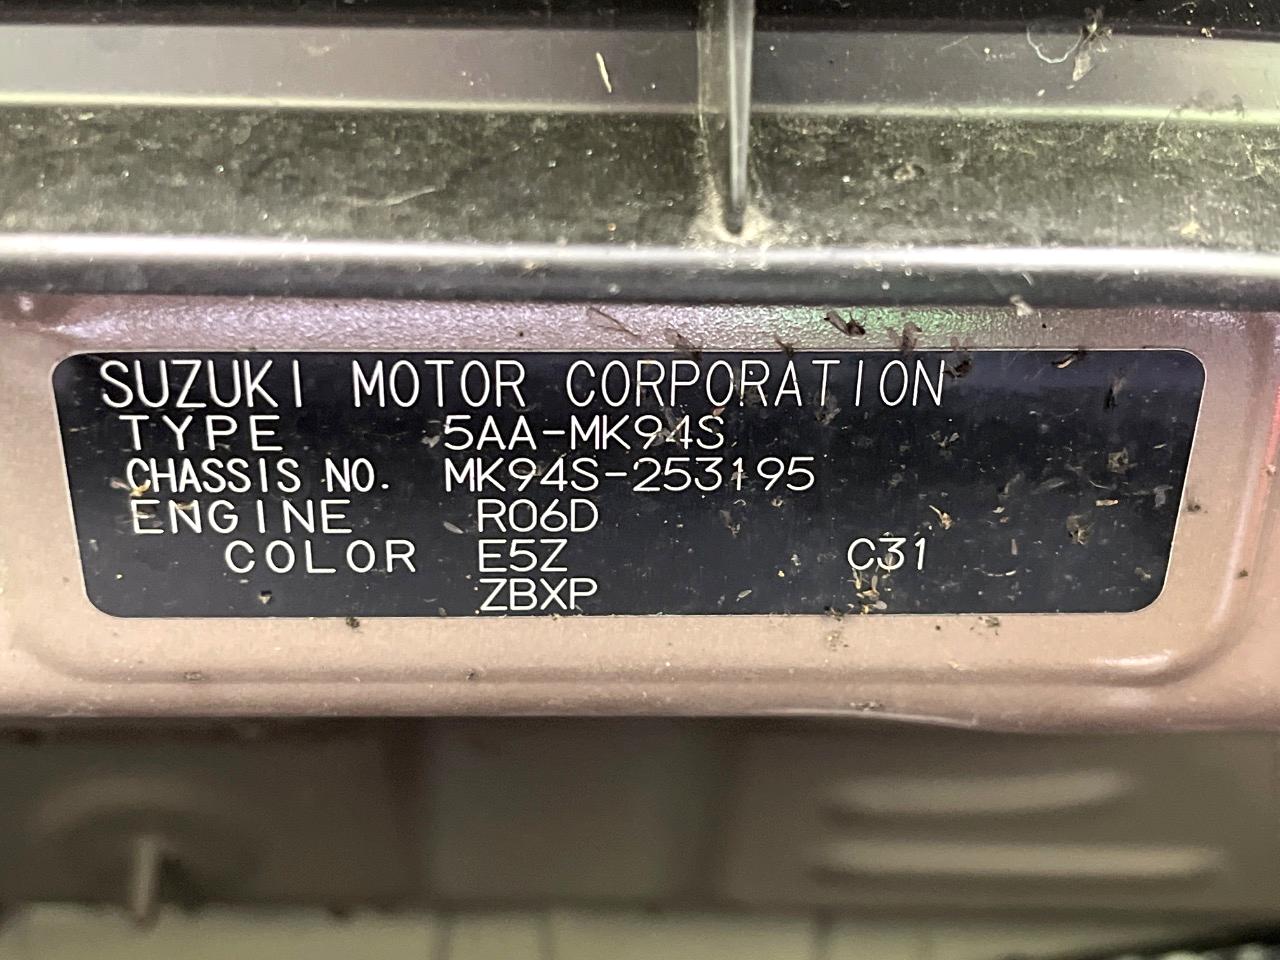 SUZUKI MOTOR CORPORATION
TYPE 5AA-MK94S
CHASSIS NO. MK94S-253195
ENGINE R06D
COLOR E5Z C31
ZBXP